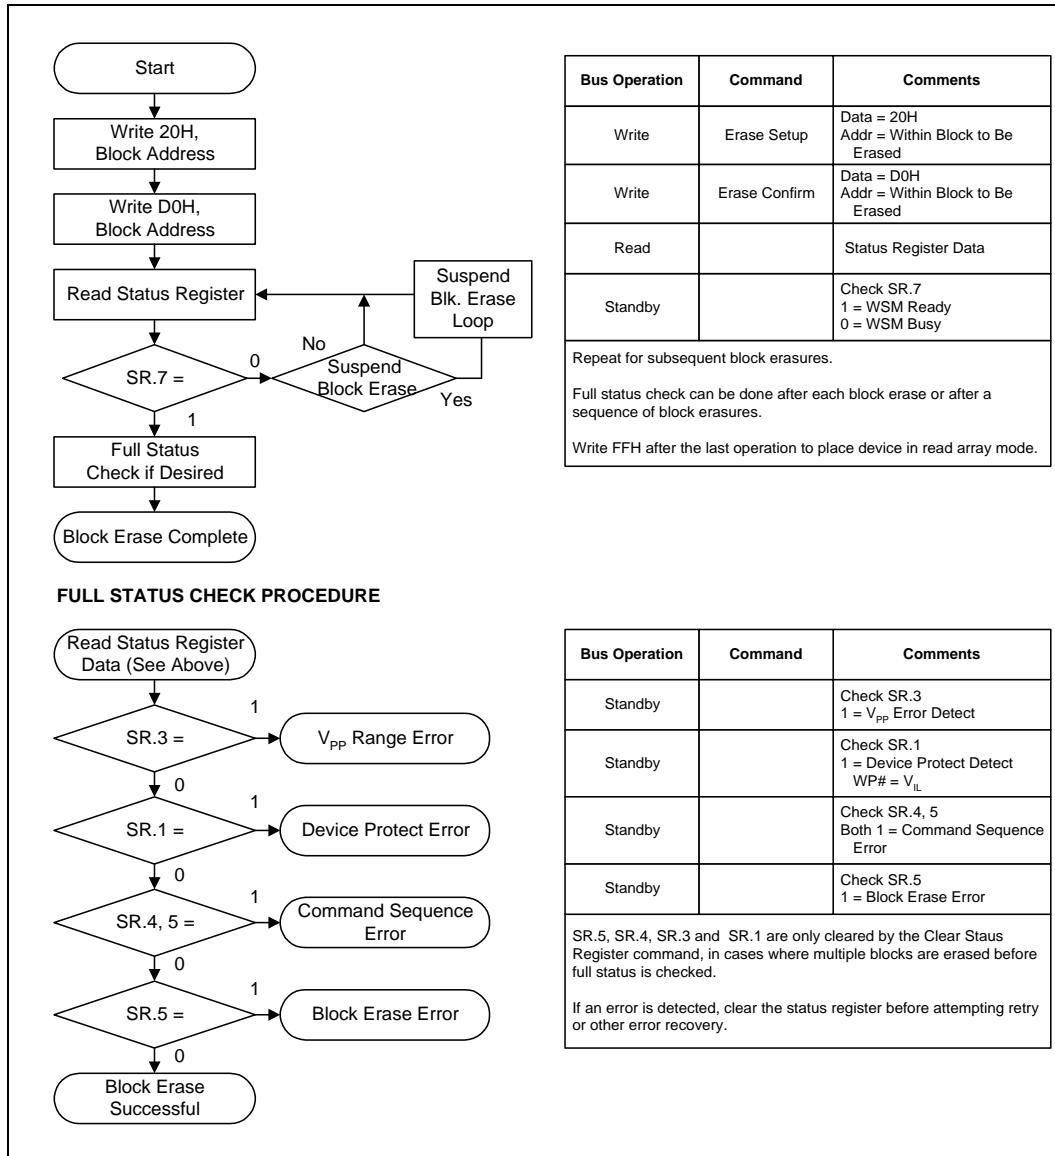 Start
Write 20H,
Block Address
Write D0H,
Block Address
Read Status Register
Suspend
Blk. Erase
Loop
No
0
SR.7 =
Suspend
Block Erase
Yes
1
Full Status
Check if Desired
Block Erase Complete
Bus Operation Command Comments
Write Erase Setup Data = 20H
Addr = Within Block to Be
Erased
Write Erase Confirm Data = D0H
Addr = Within Block to Be
Erased
Read Status Register Data
Standby Check SR.7
1 = WSM Ready
0 = WSM Busy
Repeat for subsequent block erasures.
Full status check can be done after each block erase or after a
sequence of block erasures.
Write FFH after the last operation to place device in read array mode.
FULL STATUS CHECK PROCEDURE
Read Status Register
Data (See Above)
1
SR.3 =
VPP Range Error
0
1
SR.1 =
Device Protect Error
0
1
SR.4, 5 =
Command Sequence
Error
0
1
SR.5 =
Block Erase Error
0
Block Erase
Successful
Bus Operation Command Comments
Standby Check SR.3
1 = VPP Error Detect
Standby Check SR.1
1 = Device Protect Detect
WP# = VIL
Standby Check SR.4, 5
Both 1 = Command Sequence
Error
Standby Check SR.5
1 = Block Erase Error
SR.5, SR.4, SR.3 and SR.1 are only cleared by the Clear Staus
Register command, in cases where multiple blocks are erased before
full status is checked.
If an error is detected, clear the status register before attempting retry
or other error recovery.